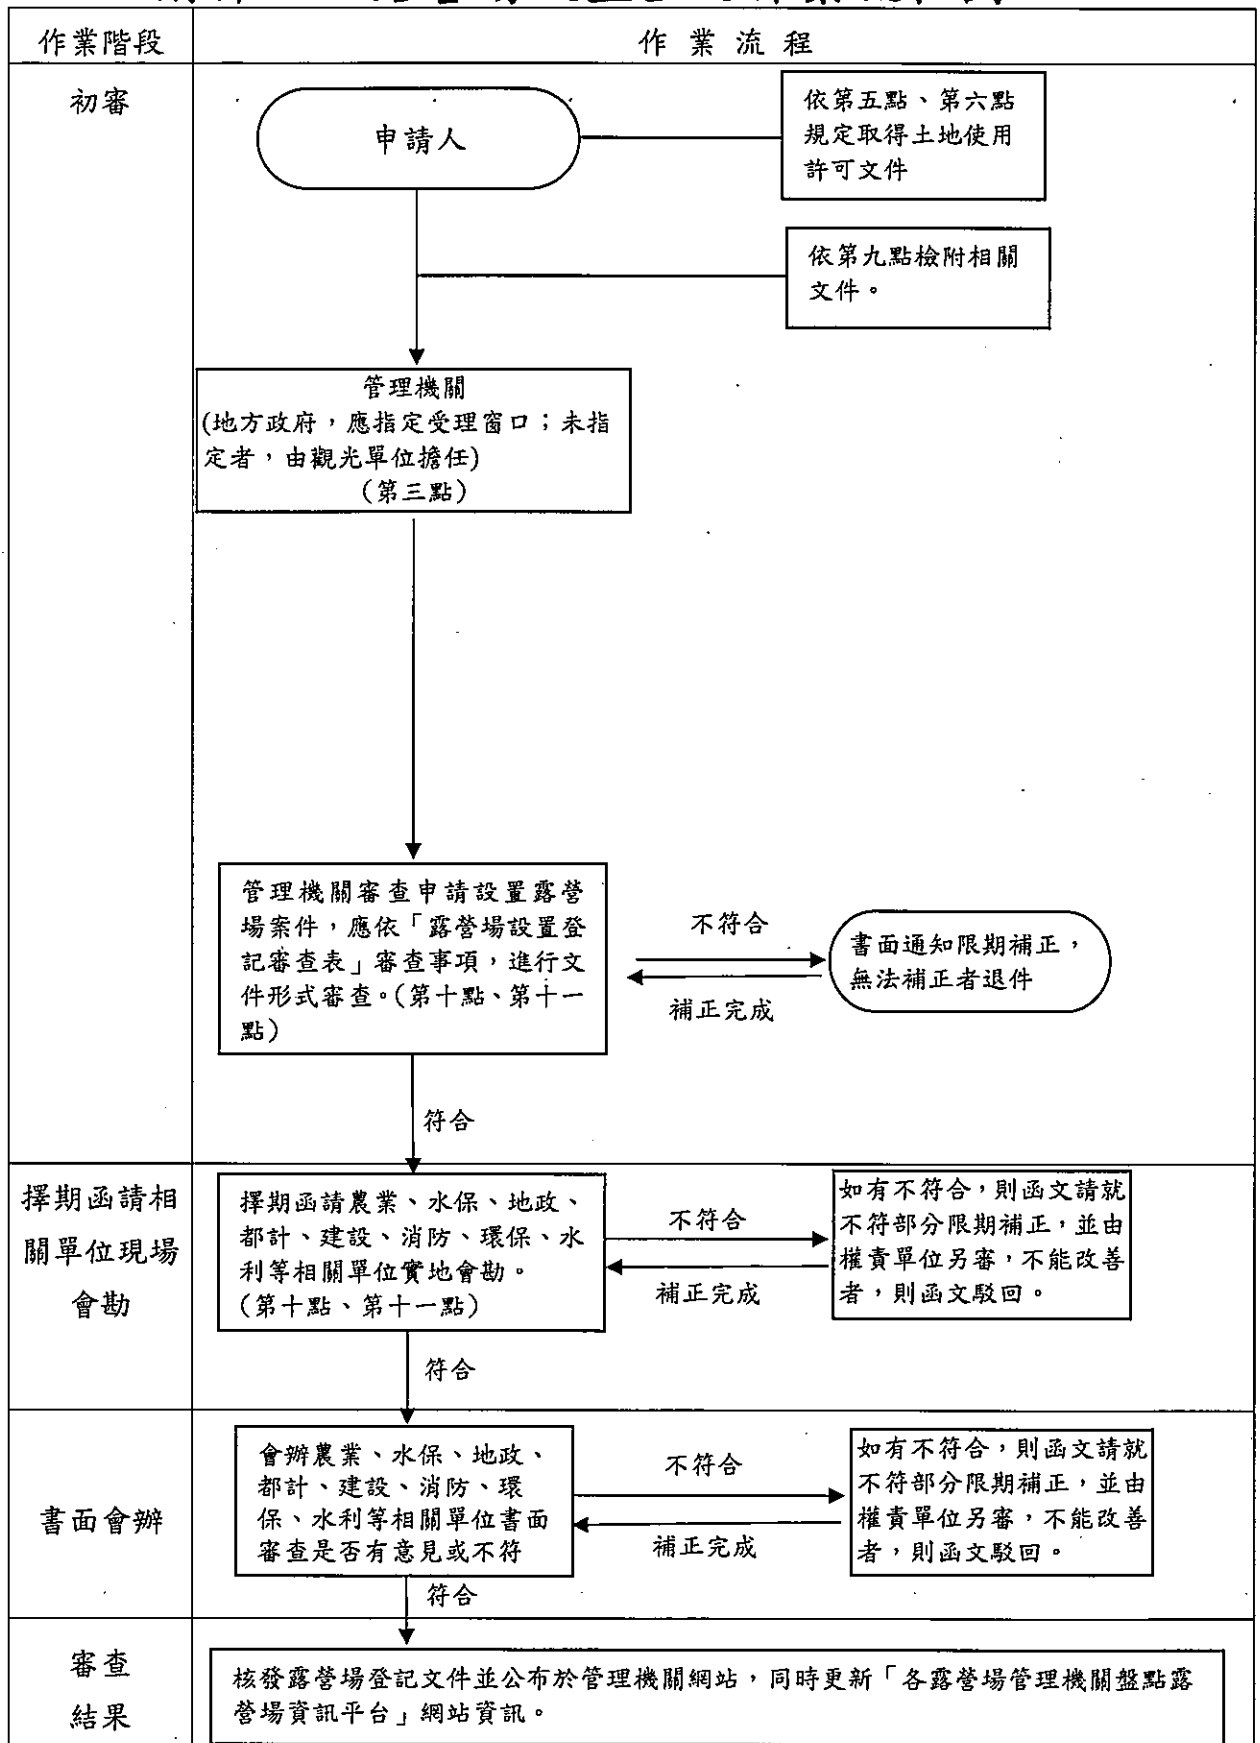 作業階段
作業流程
初審
申請人
依第五點、第六點
規定取得土地使用
許可文件
依第九點檢附相關
文件。
管理機關
(地方政府，應指定受理窗口；未指
定者，由觀光單位擔任)
(第三點)
管理機關審查申請設置露營
場案件，應依「露營場設置登
記審查表」審查事項，進行文
件形式審查。(第十點、第十一
點)
不符合
補正完成
書面通知限期補正，
無法補正者退件
符合
擇期函請相
關單位現場
會勘
擇期函請農業、水保、地政、
都計、建設、消防、環保、水
利等相關單位實地會勘。
(第十點、第十一點)
不符合
補正完成
如有不符合，則函文請就
不符部分限期補正，並由
權責單位另審，不能改善
者，則函文駁回。
符合
書面會辦
會辦農業、水保、地政、
都計、建設、消防、環
保、水利等相關單位書面
審查是否有意見或不符
不符合
補正完成
如有不符合，則函文請就
不符部分限期補正，並由
權責單位另審，不能改善
者，則函文駁回。
符合
審查
結果
核發露營場登記文件並公布於管理機關網站，同時更新「各露營場管理機關盤點露
營場資訊平台」網站資訊。